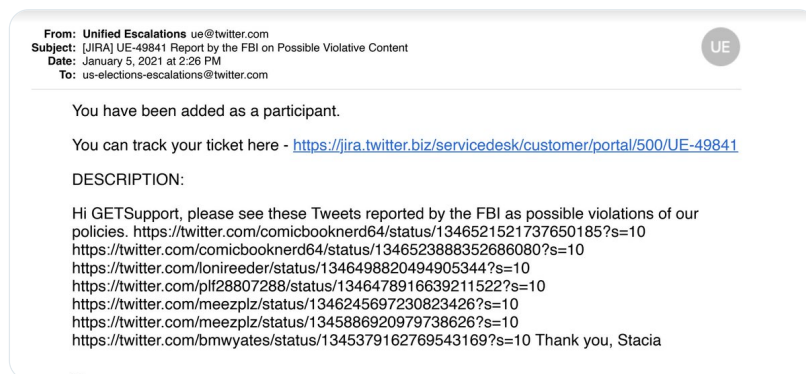 From: Unified Escalations ue@twitter.com
Subject: [JIRA] UE-49841 Report by the FBI on Possible Violative Content
Date: January 5, 2021 at 2:26 PM
To: us-elections-escalations@twitter.com
UE
You have been added as a participant.
You can track your ticket here - https://jira.twitter.biz/servicedesk/customer/portal/500/UE-49841
DESCRIPTION:
Hi GETSupport, please see these Tweets reported by the FBI as possible violations of our
policies. https://twitter.com/comicbooknerd64/status/1346521521737650185?s=10
https://twitter.com/comicbooknerd64/status/1346523888352686080?s=10
https://twitter.com/lonireeder/status/1346498820494905344?s=10
https://twitter.com/plf28807288/status/1346478916639211522?s=10
https://twitter.com/meezplz/status/1346245697230823426?s=10
https://twitter.com/meezplz/status/1345886920979738626?s=10
https://twitter.com/bmwyates/status/1345379162769543169?s=10 Thank you, Stacia